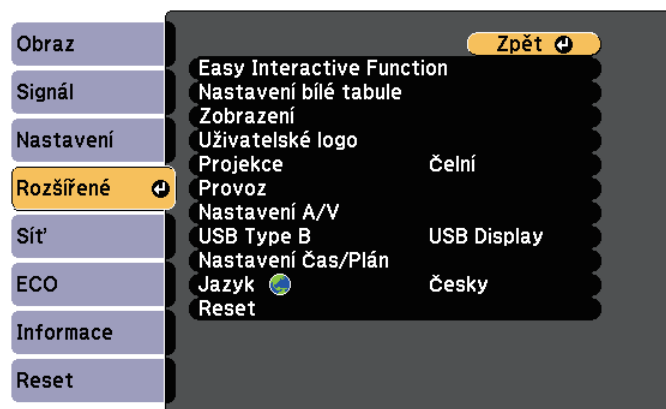 Obraz
Signál
Nastavení
Rozšířené
Síť
ECO
Informace
Reset
Zpět
Easy Interactive Function
Nastavení bílé tabule
Zobrazení
Uživatelské logo
Projekce Čelní
Provoz
Nastavení A/V
USB Type B USB Display
Nastavení Čas/Plán
Jazyk Česky
Reset